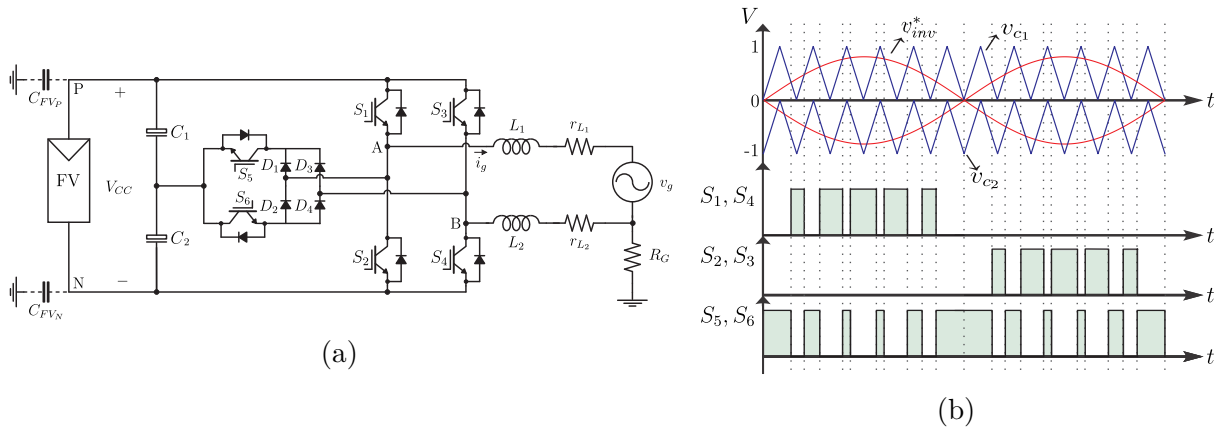 C_{FV_P}
P
+
S_1
S_3
C_1
D_1
D_3
S_5
A
L_1
r_{L_1}
i_g
FV
V_{CC}
S_6
D_2
D_4
v_g
B
L_2
r_{L_2}
C_2
S_2
S_4
R_G
C_{FV_N}
N
−
(a)
V
v_{inv}^*
v_{c_1}
1
0
t
-1
v_{c_2}
S_1, S_4
t
S_2, S_3
t
S_5, S_6
t
(b)